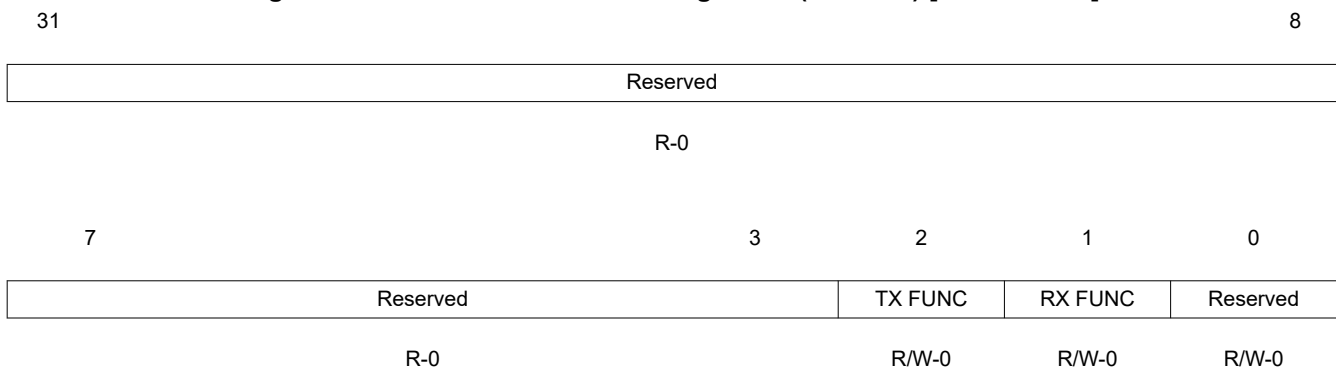 31 8
Reserved
R-0
7 3 2 1 0
Reserved TX FUNC RX FUNC Reserved
R-0 R/W-0 R/W-0 R/W-0